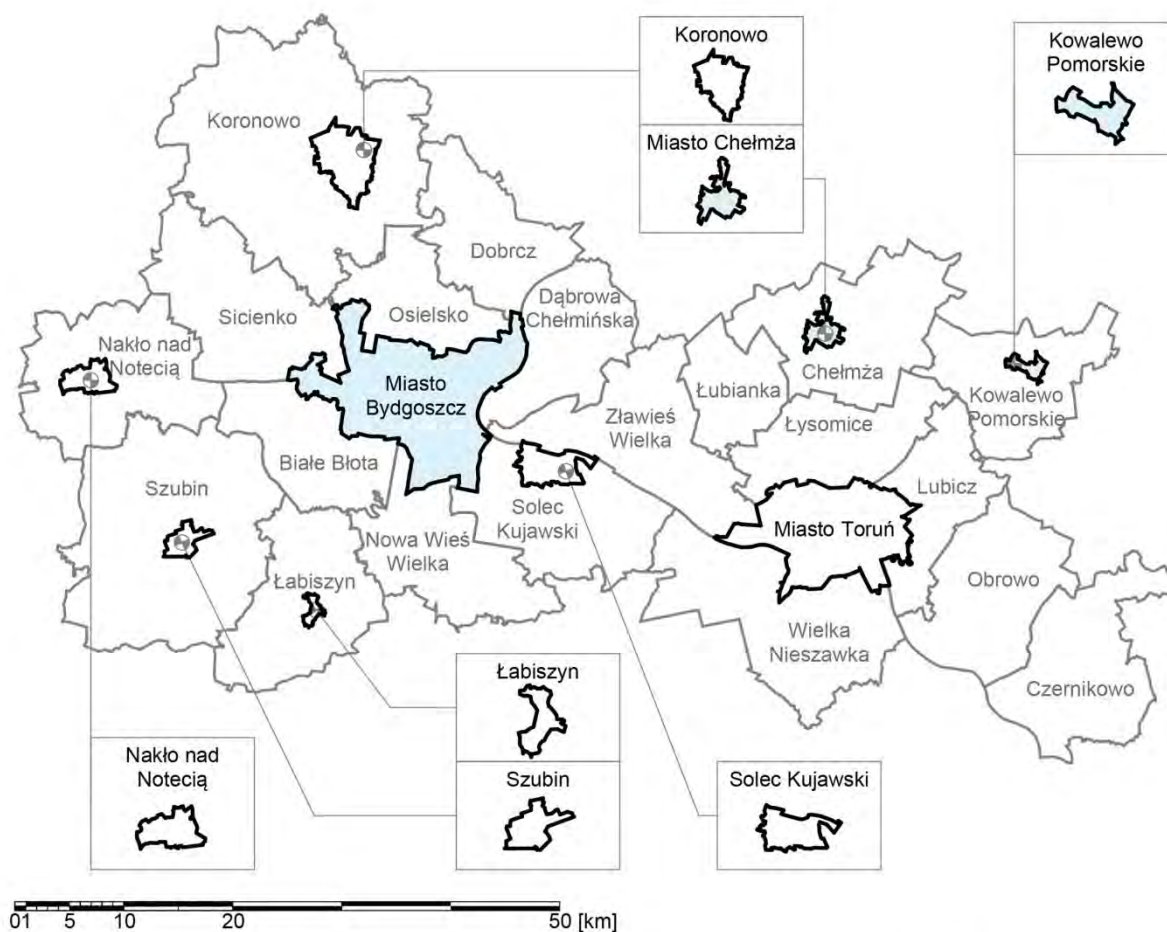 Koronowo
Kowalewo
Pomorskie
Miasto Chełmża
Koronowo
Dobrcz
Dąbrowa
Chełmińska
Sicienko
Osielsko
Nakło nad
Notecią
Miasto
Bydgoszcz
Łubianka
Chełmża
Kowalewo
Pomorskie
Zławieś
Wielka
Łysomice
Białe Błota
Szubin
Solec
Kujawski
Lubicz
Miasto Toruń
Nowa Wieś
Wielka
Łabiszyn
Obrowo
Wielka
Nieszawka
Czernikowo
Łabiszyn
Nakło nad
Notecią
Szubin
Solec Kujawski
01 5 10 20 50 [km]